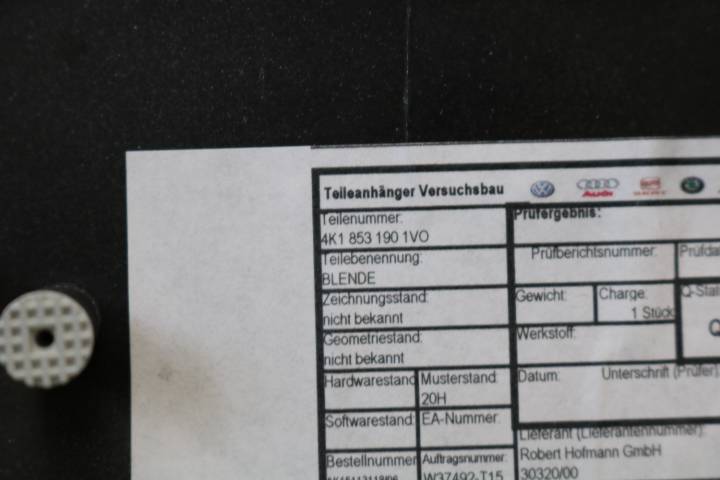 Teileanhänger Versuchsbau
Teilenummer:
4K1 853 190 1VO
Teilebenennung:
BLENDE
Zeichnungsstand:
nicht bekannt
Geometriestand:
nicht bekannt
Hardwarestand
Musterstand:
20H
Softwarestand:
EA-Nummer:
Bestellnummer
Auftragsnummer:
W37492-T15
Prüfergebnis:
Prüfberichtsnummer:
Gewicht:
Charge:
1 Stück
Werkstoff:
Datum:
Unterschrift (Prüfer)
Lieferant (Lieferantennummer):
Robert Hofmann GmbH
30320/00